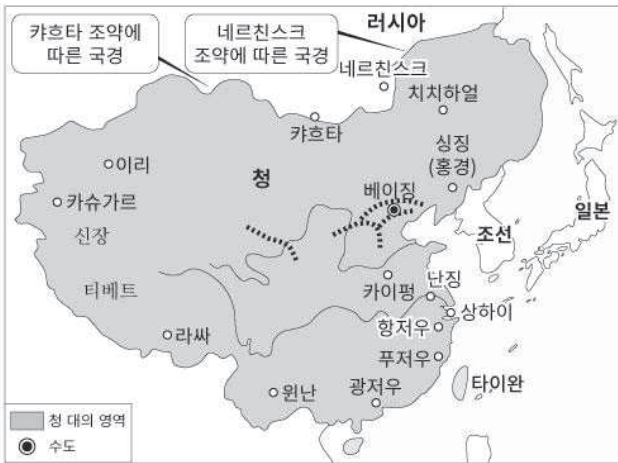 러시아
캬흐타 조약에
따른 국경
네르친스크
조약에 따른 국경
네르친스크
치치하얼
캬흐타
싱징
(홍경)
이리
청
베이징
카슈가르
일본
조선
신장
난징
티베트
카이펑
상하이
항저우
라싸
푸저우
타이완
윈난
광저우
청 대의 영역
수도